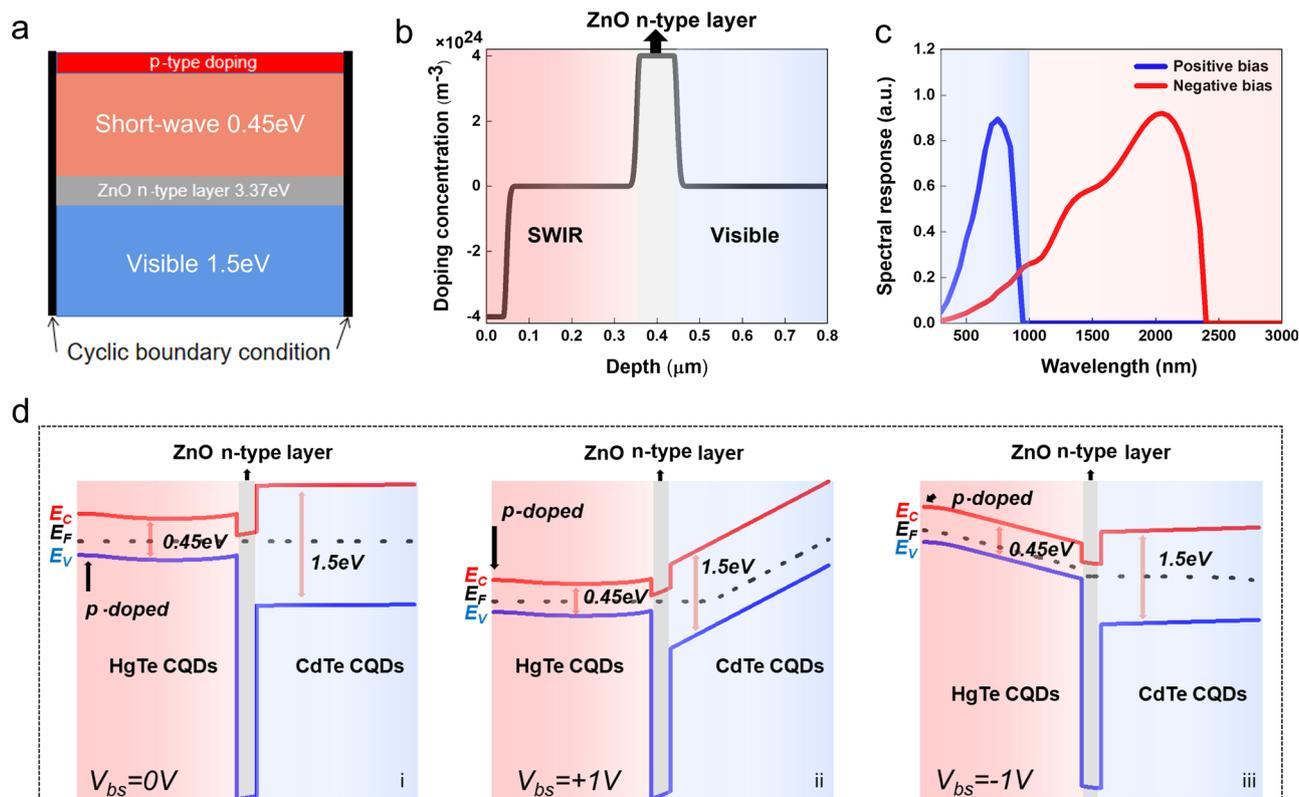 a
p-type doping
Short-wave 0.45eV
ZnO n-type layer 3.37eV
Visible 1.5eV
Cyclic boundary condition
b
ZnO n-type layer
×10²⁴
Doping concentration (m⁻³)
4
2
0
-2
-4
SWIR
Visible
0.0 0.1 0.2 0.3 0.4 0.5 0.6 0.7 0.8
Depth (μm)
c
Spectral response (a.u.)
1.2
1.0
0.8
0.6
0.4
0.2
0.0
Positive bias
Negative bias
500 1000 1500 2000 2500 3000
Wavelength (nm)
d
ZnO n-type layer
E_C
E_F
E_V
0.45eV
1.5eV
p-doped
HgTe CQDs
CdTe CQDs
V_bs=0V
i
ZnO n-type layer
p-doped
E_C
E_F
E_V
0.45eV
1.5eV
HgTe CQDs
CdTe CQDs
V_bs=+1V
ii
ZnO n-type layer
p-doped
E_C
E_F
E_V
0.45eV
1.5eV
HgTe CQDs
CdTe CQDs
V_bs=-1V
iii